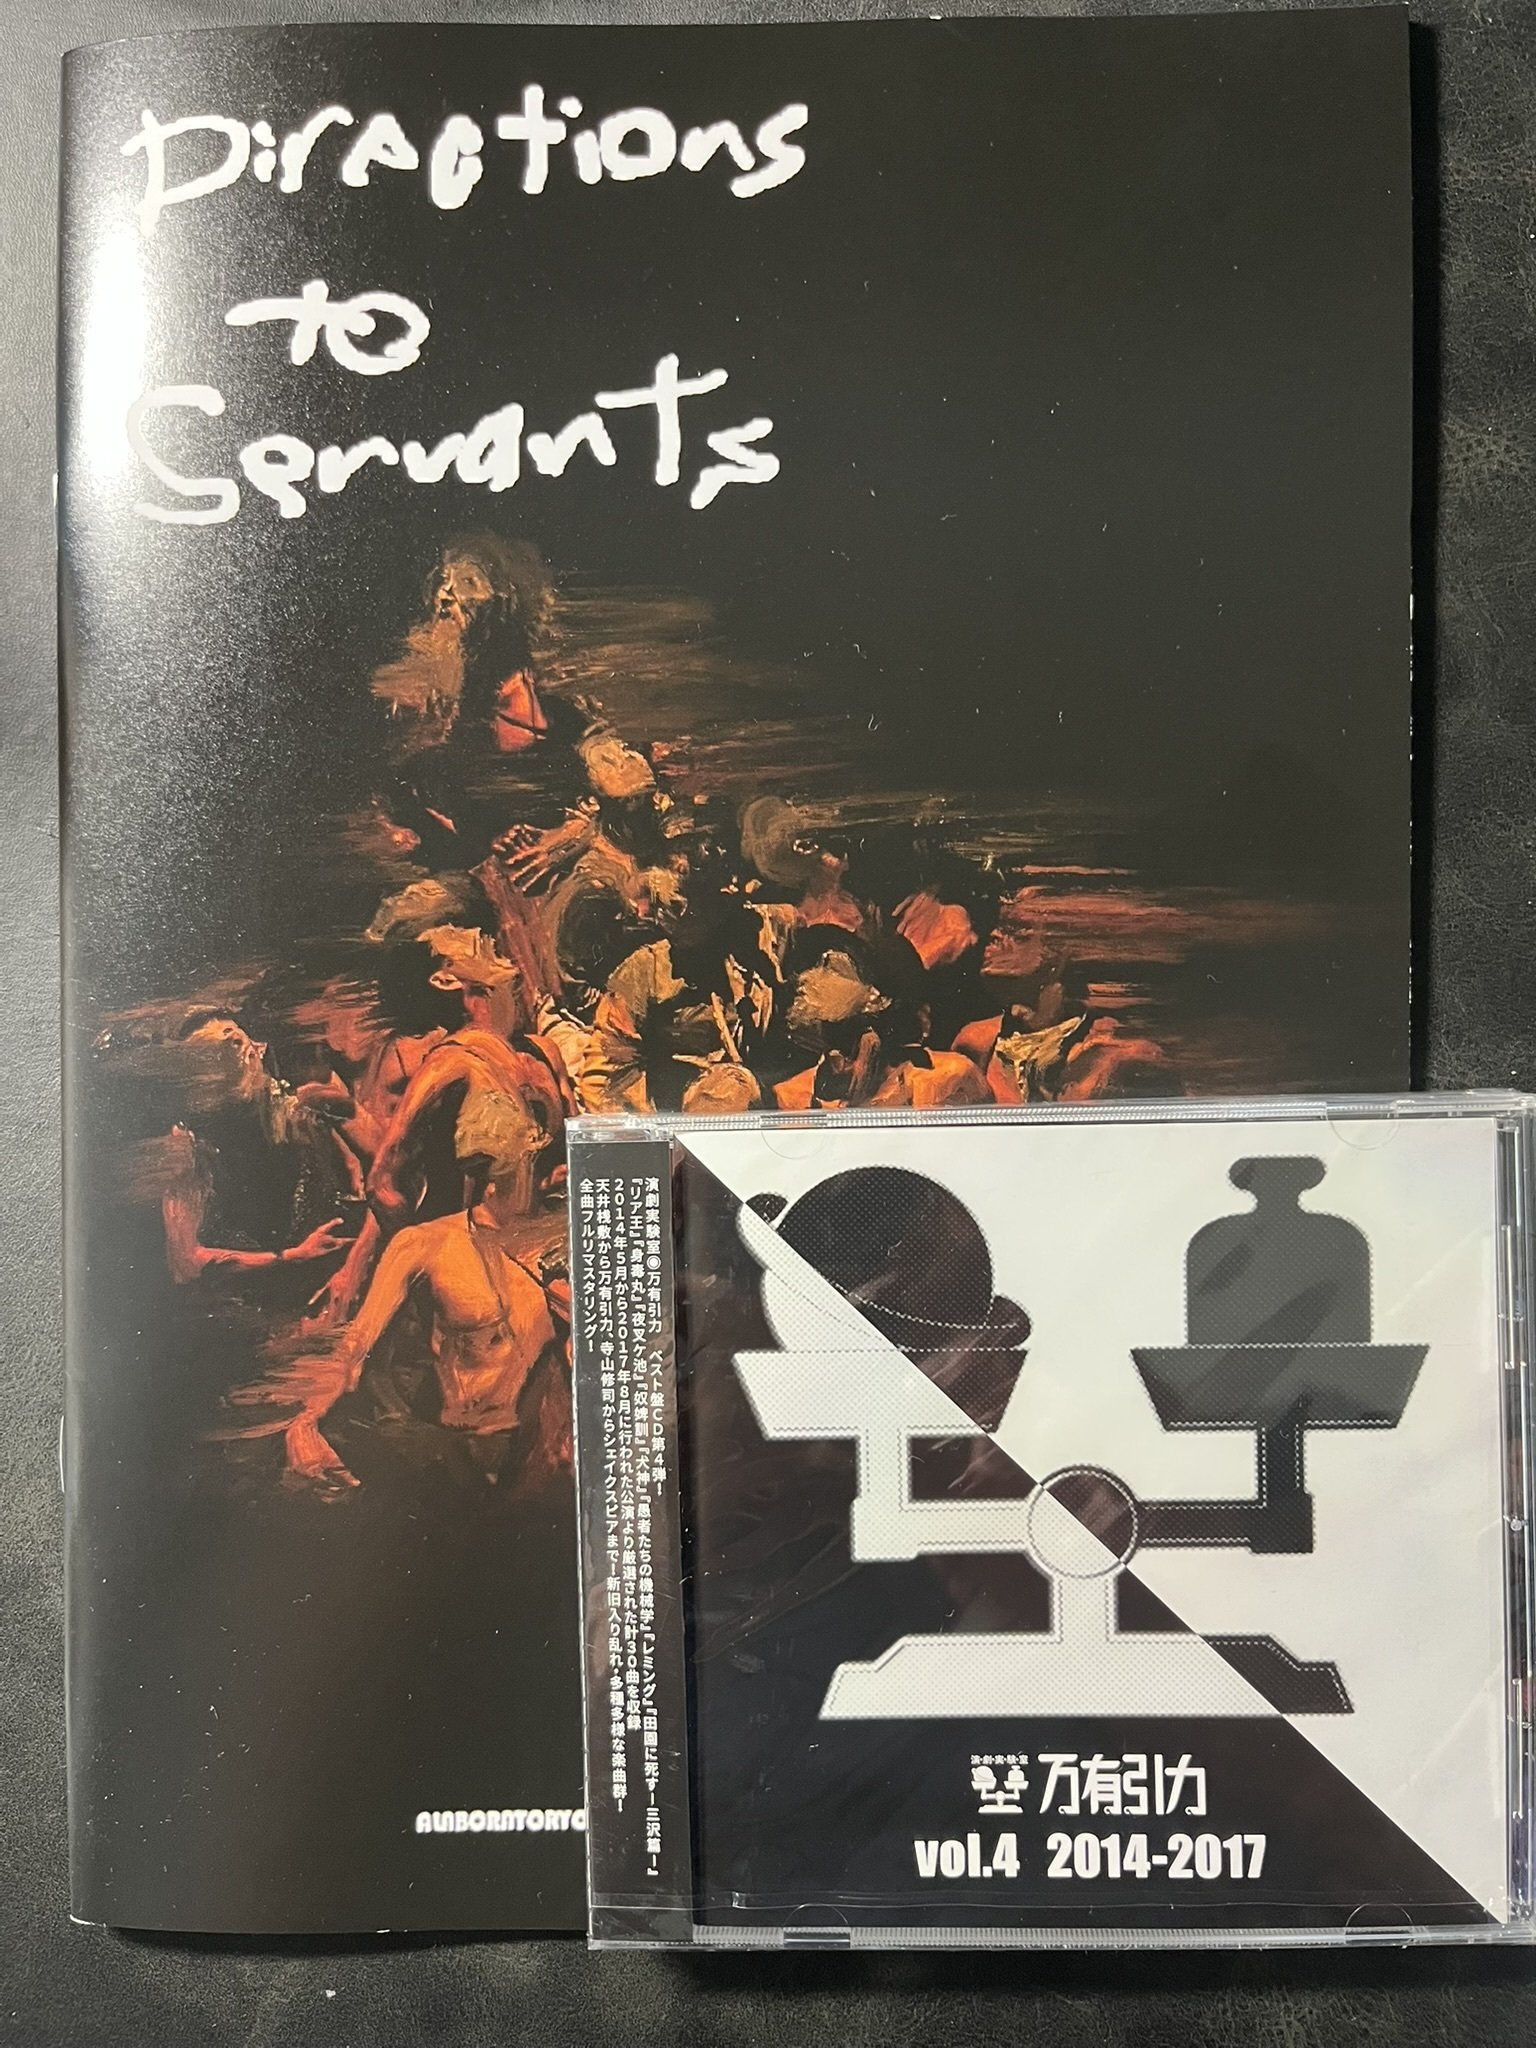 Directions
to
Servants
ALNBORNTORYO
演劇実験室◉万有引力 ベスト盤CD第4弾!
『リア王』『身毒丸』『夜叉ケ池』『奴婢訓』『犬神』『愚者たちの機械学』『レミング』『田園に死すー三沢篇ー』
2014年5月から2017年8月に行われた公演より厳選された計30曲を収録
天井桟敷から万有引力、寺山修司からシェイクスピアまで!新旧入り乱れ・多種多様な楽曲群!
全曲フルリマスタリング!
演・劇・実・験・室
万有引力
vol.4 2014-2017